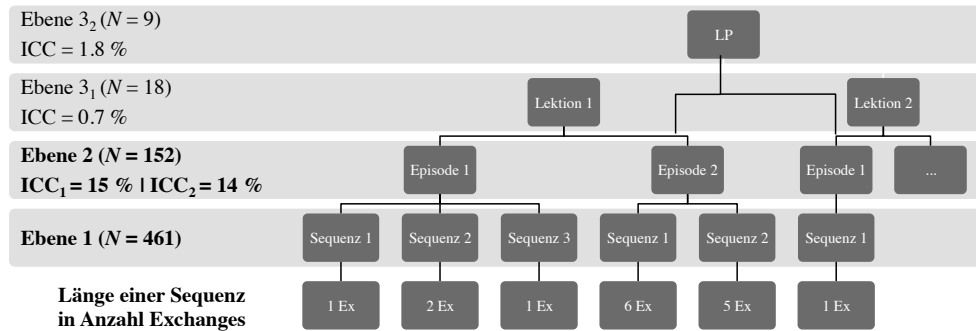 Ebene 3₂ (N = 9)
ICC = 1.8 %
LP
Ebene 3₁ (N = 18)
ICC = 0.7 %
Lektion 1
Lektion 2
Ebene 2 (N = 152)
ICC₁ = 15 % I ICC₂ = 14 %
Episode 1
Episode 2
Episode 1
...
Ebene 1 (N = 461)
Sequenz 1
Sequenz 2
Sequenz 3
Sequenz 1
Sequenz 2
Sequenz 1
Länge einer Sequenz
in Anzahl Exchanges
1 Ex
2 Ex
1 Ex
6 Ex
5 Ex
1 Ex